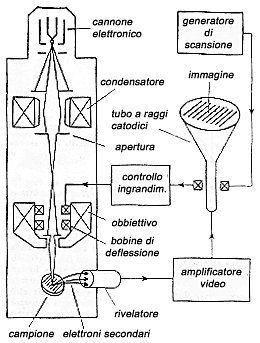 cannone
elettronico
generatore
di
scansione
immagine
condensatore
tubo a raggi
catodici
apertura
controllo
ingrandim.
obbiettivo
bobine di
deflessione
amplificatore
video
rivelatore
campione
elettroni secondari